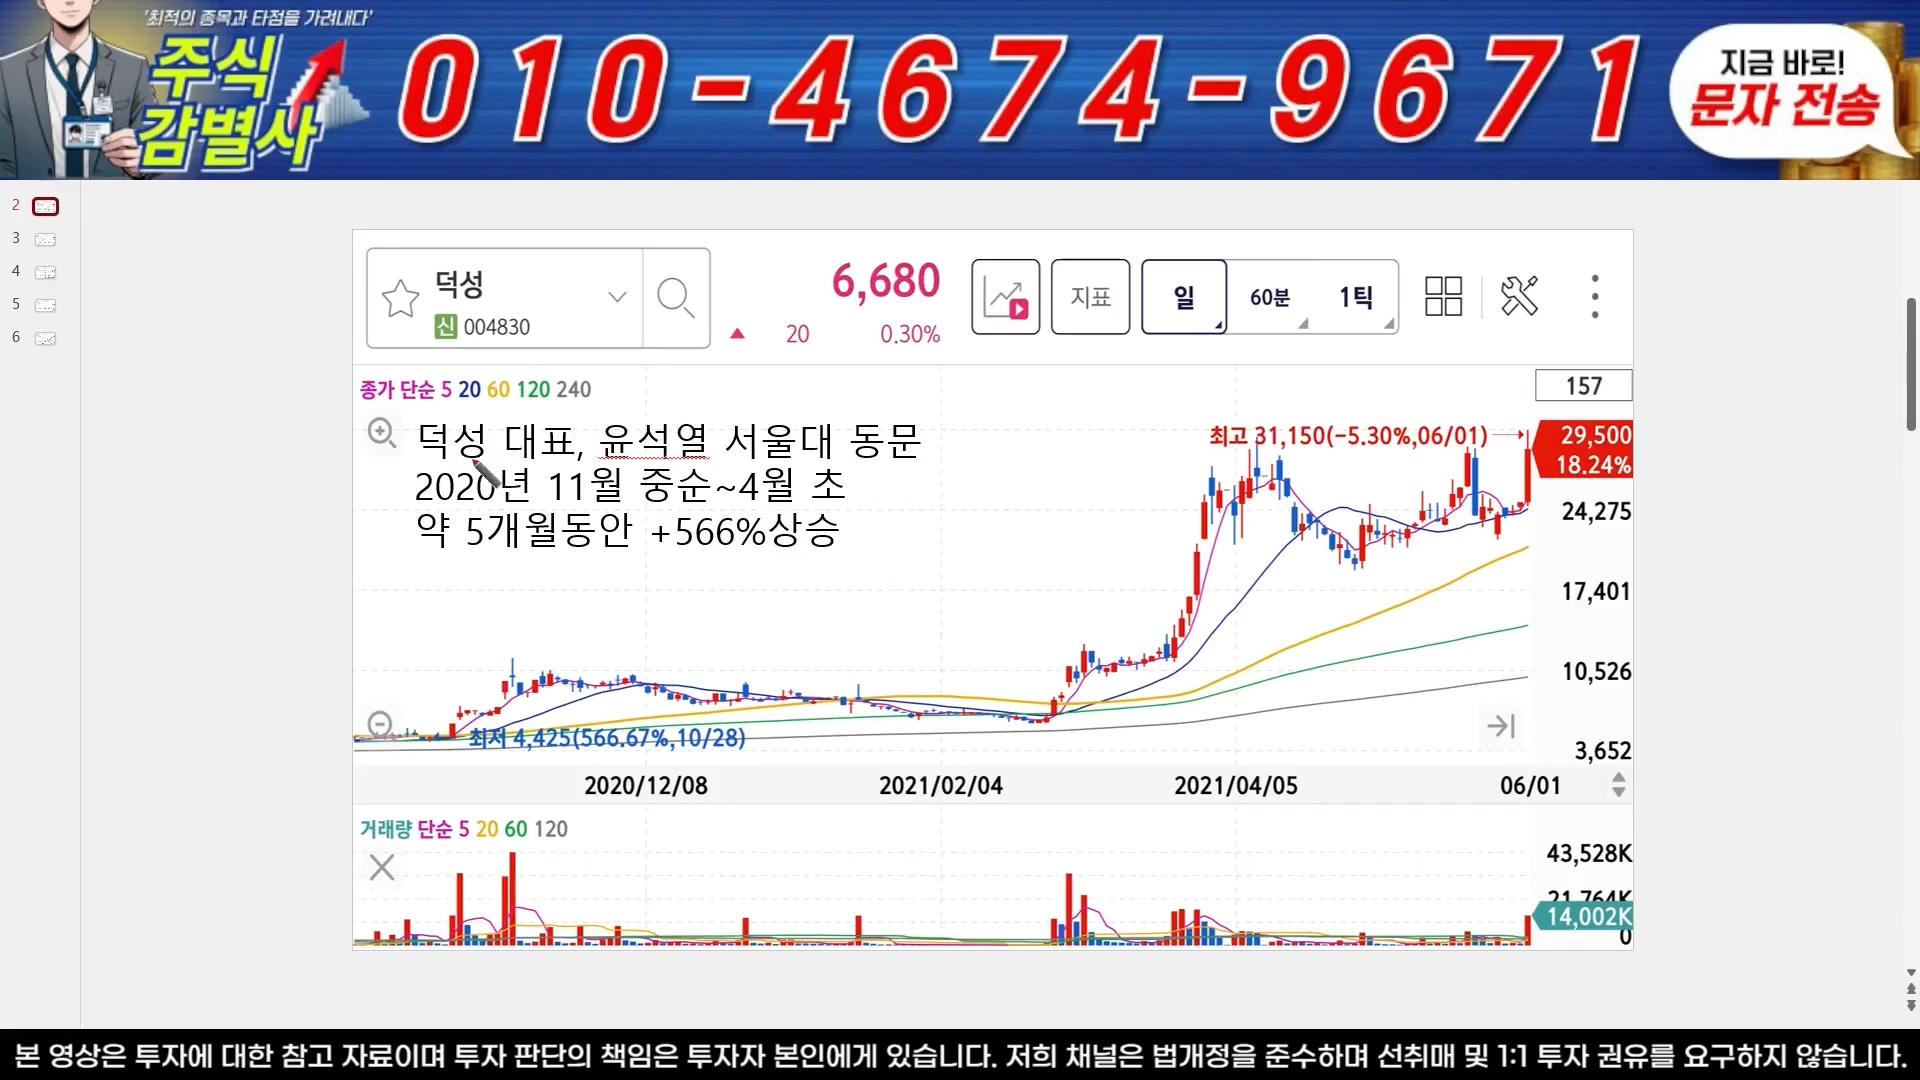 '최적의 종목과 타점을 가려내다'
주식
감별사
010-4674-9671
지금 바로!
문자 전송
2
3
4
5
6
덕성
신 004830
6,680
▲ 20 0.30%
지표
일 60분 1틱
종가 단순 5 20 60 120 240
157
덕성 대표, 윤석열 서울대 동문
2020년 11월 중순~4월 초
약 5개월동안 +566%상승
최고 31,150(-5.30%,06/01)
29,500
18.24%
24,275
17,401
10,526
3,652
최저 4,425(566.67%,10/28)
2020/12/08 2021/02/04 2021/04/05 06/01
거래량 단순 5 20 60 120
43,528K
21,764K
14,002K
0
본 영상은 투자에 대한 참고 자료이며 투자 판단의 책임은 투자자 본인에게 있습니다. 저희 채널은 법개정을 준수하며 선취매 및 1:1 투자 권유를 요구하지 않습니다.